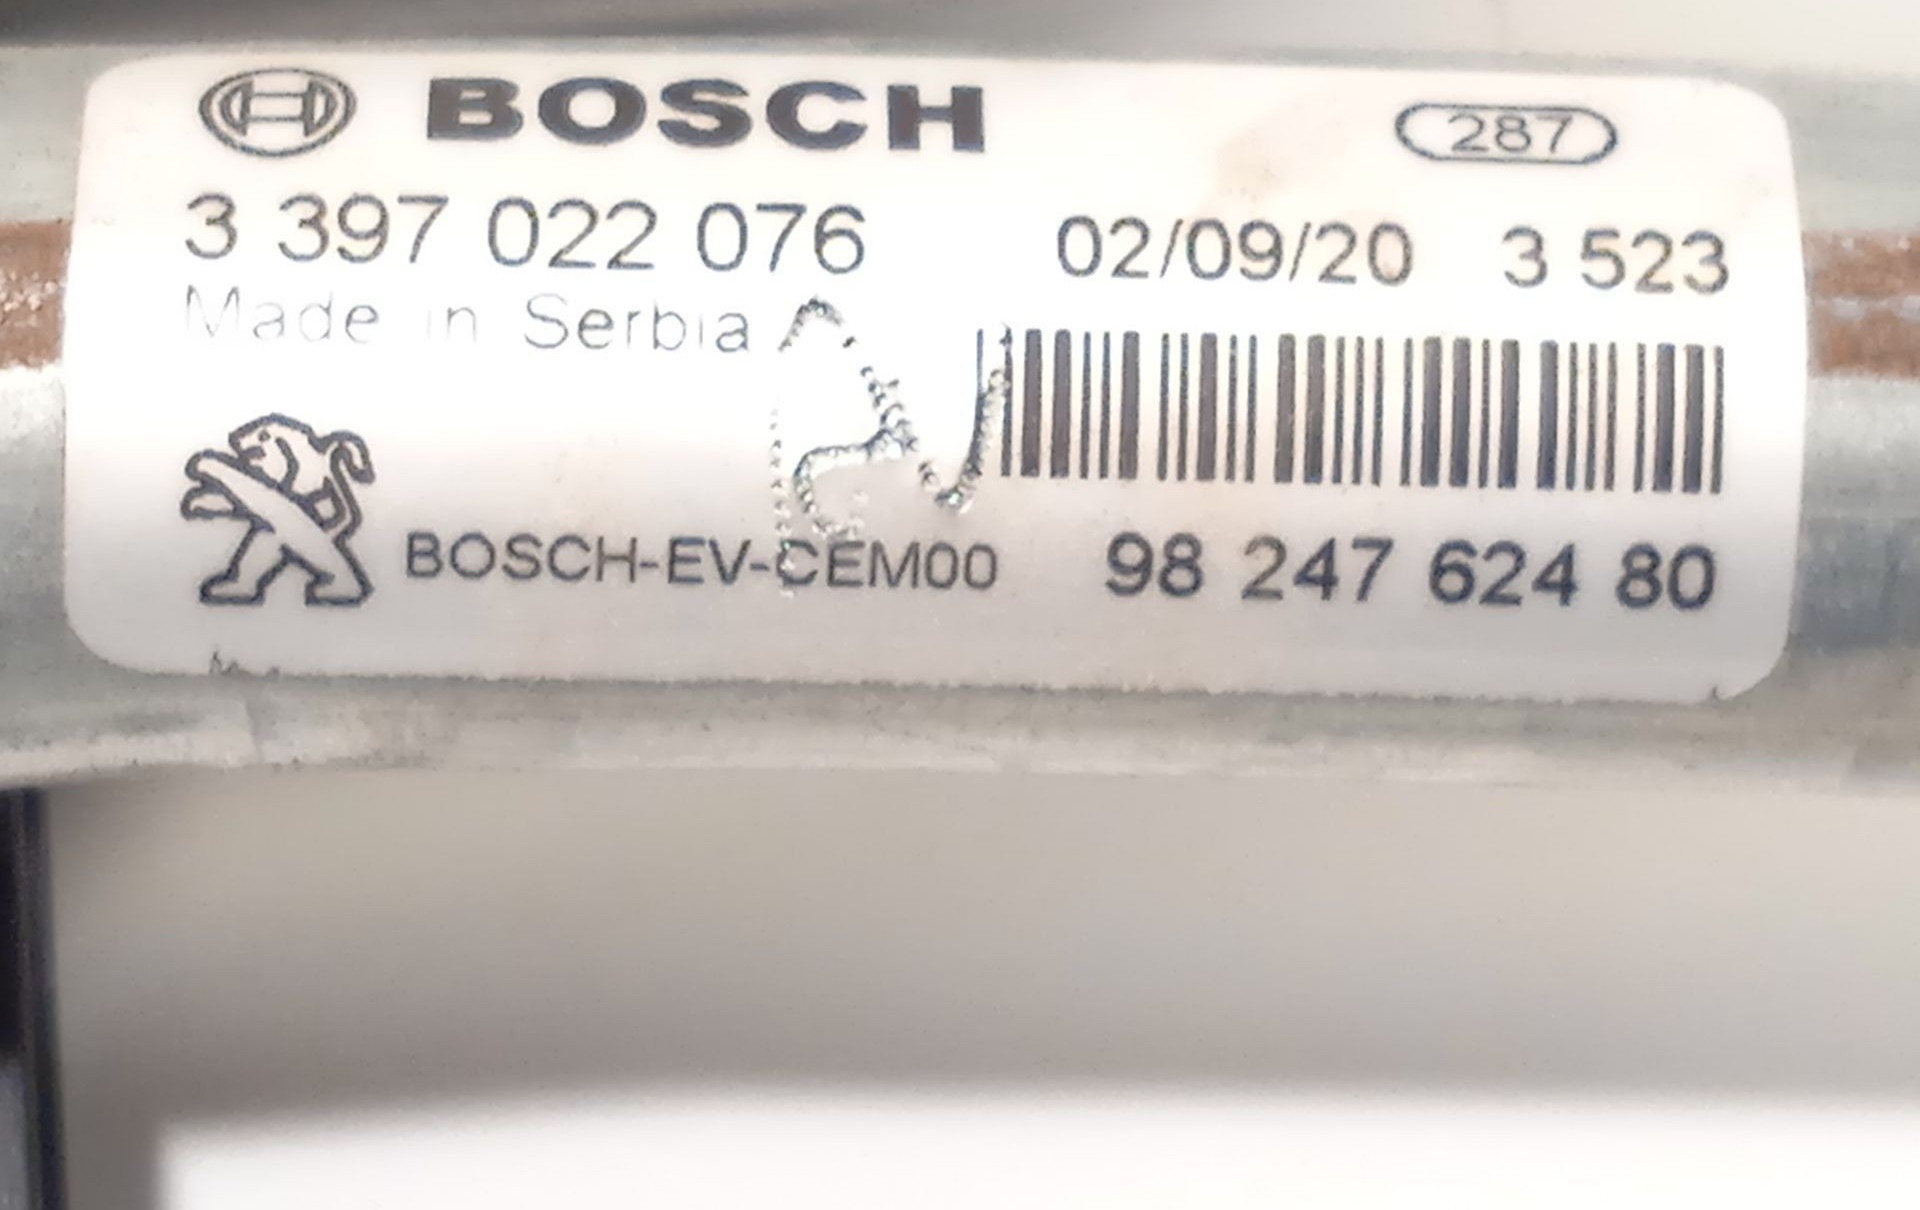 BOSCH 287
3 397 022 076 02/09/20 3 523
Made in Serbia
BOSCH-EV-CEM00 98 247 624 80